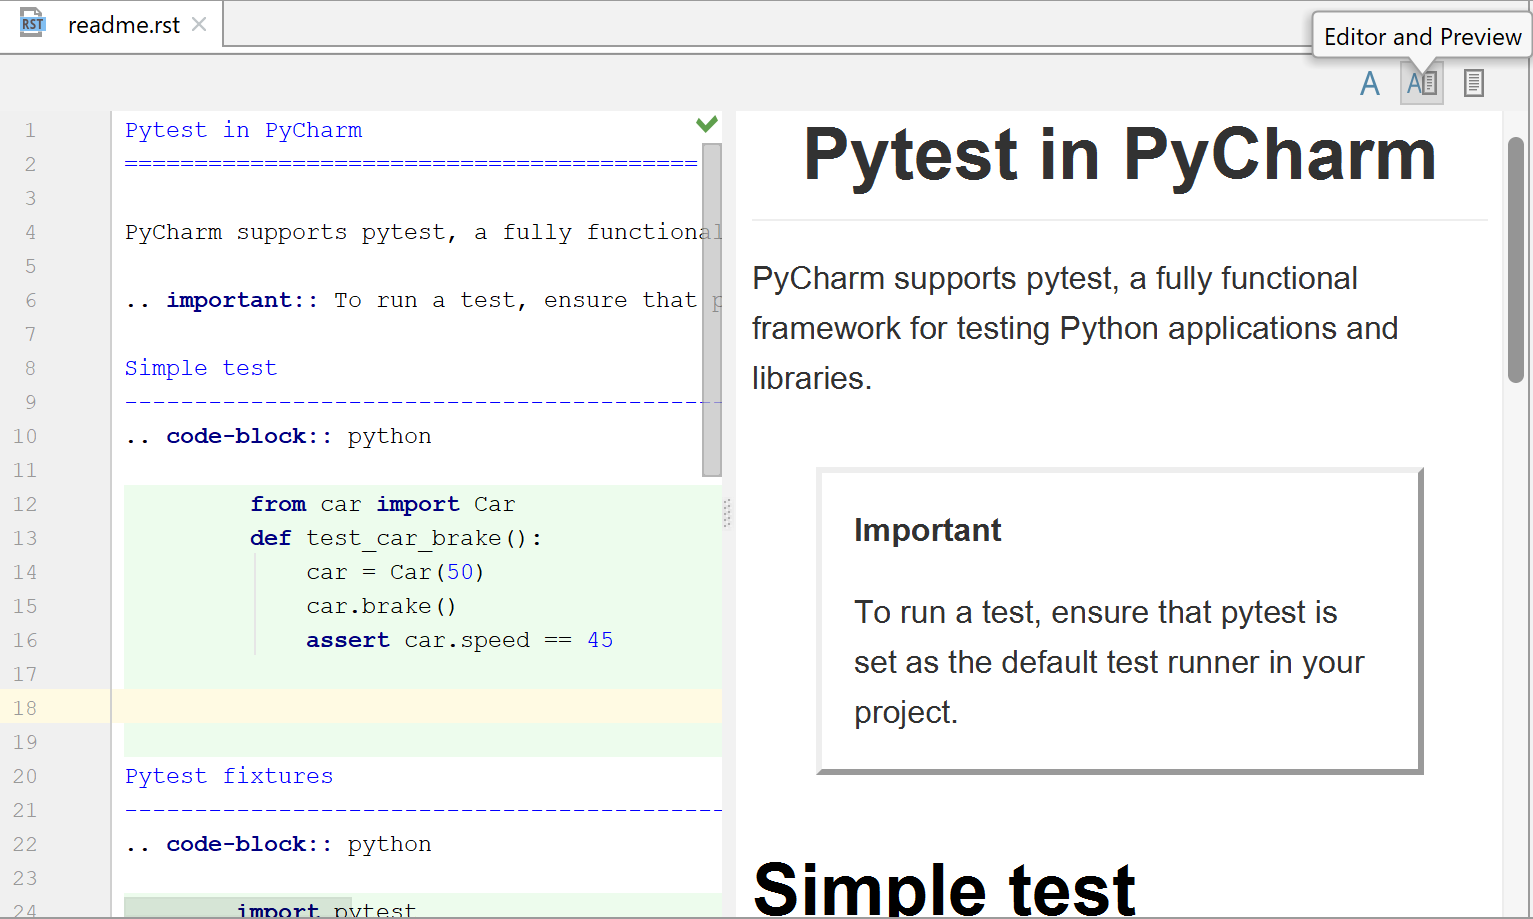 RST readme.rst
Editor and Preview
A A
1 Pytest in PyCharm
2 =========================================
3
4 PyCharm supports pytest, a fully functional
5
6 .. important:: To run a test, ensure that p
7
8 Simple test
9 -------------------------------------------
10 .. code-block:: python
11
12 from car import Car
13 def test_car_brake():
14 car = Car(50)
15 car.brake()
16 assert car.speed == 45
17
18
19
20 Pytest fixtures
21 -------------------------------------------
22 .. code-block:: python
23
24 import pytest
Pytest in PyCharm
PyCharm supports pytest, a fully functional
framework for testing Python applications and
libraries.
Important
To run a test, ensure that pytest is
set as the default test runner in your
project.
Simple test